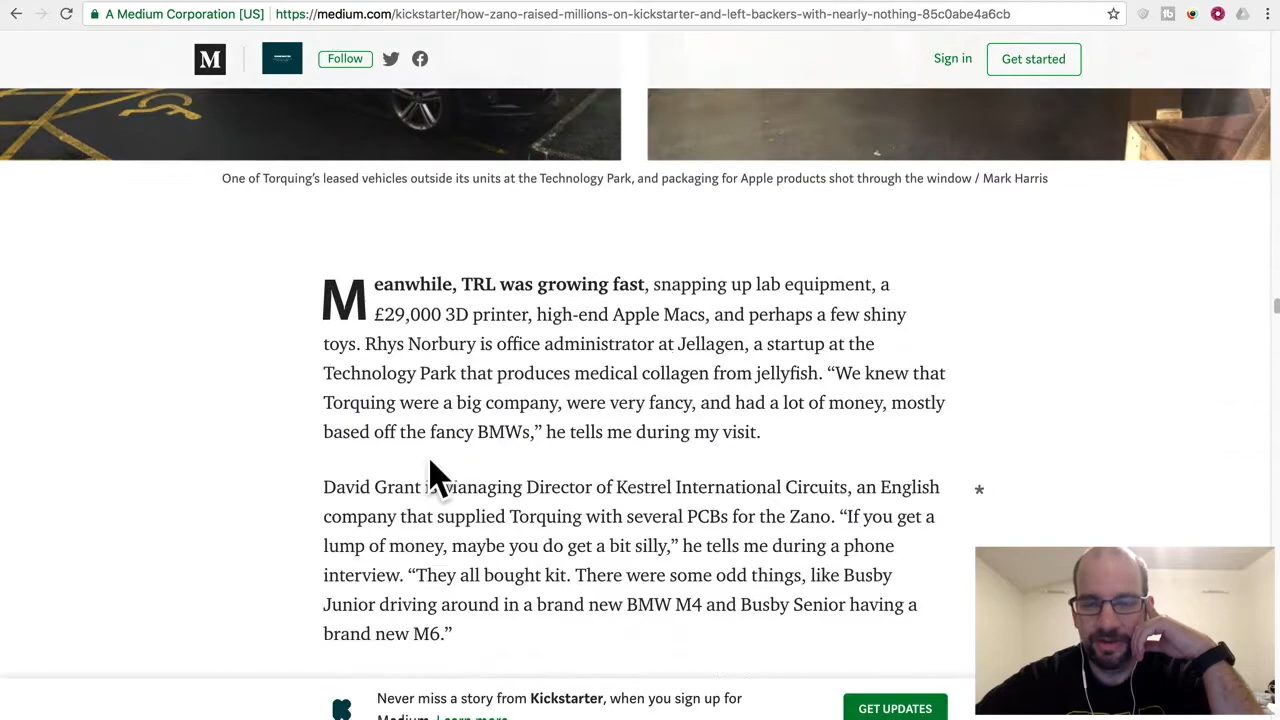 A Medium Corporation [US]
https://medium.com/kickstarter/how-zano-raised-millions-on-kickstarter-and-left-backers-with-nearly-nothing-85c0abe4a6cb
M
Follow
Sign in
Get started
One of Torquing’s leased vehicles outside its units at the Technology Park, and packaging for Apple products shot through the window / Mark Harris
Meanwhile, TRL was growing fast, snapping up lab equipment, a
£29,000 3D printer, high-end Apple Macs, and perhaps a few shiny
toys. Rhys Norbury is office administrator at Jellagen, a startup at the
Technology Park that produces medical collagen from jellyfish. “We knew that
Torquing were a big company, were very fancy, and had a lot of money, mostly
based off the fancy BMWs,” he tells me during my visit.
David Grant is Managing Director of Kestrel International Circuits, an English
*
company that supplied Torquing with several PCBs for the Zano. “If you get a
lump of money, maybe you do get a bit silly,” he tells me during a phone
interview. “They all bought kit. There were some odd things, like Busby
Junior driving around in a brand new BMW M4 and Busby Senior having a
brand new M6.”
Never miss a story from Kickstarter, when you sign up for
Medium. Learn more
GET UPDATES